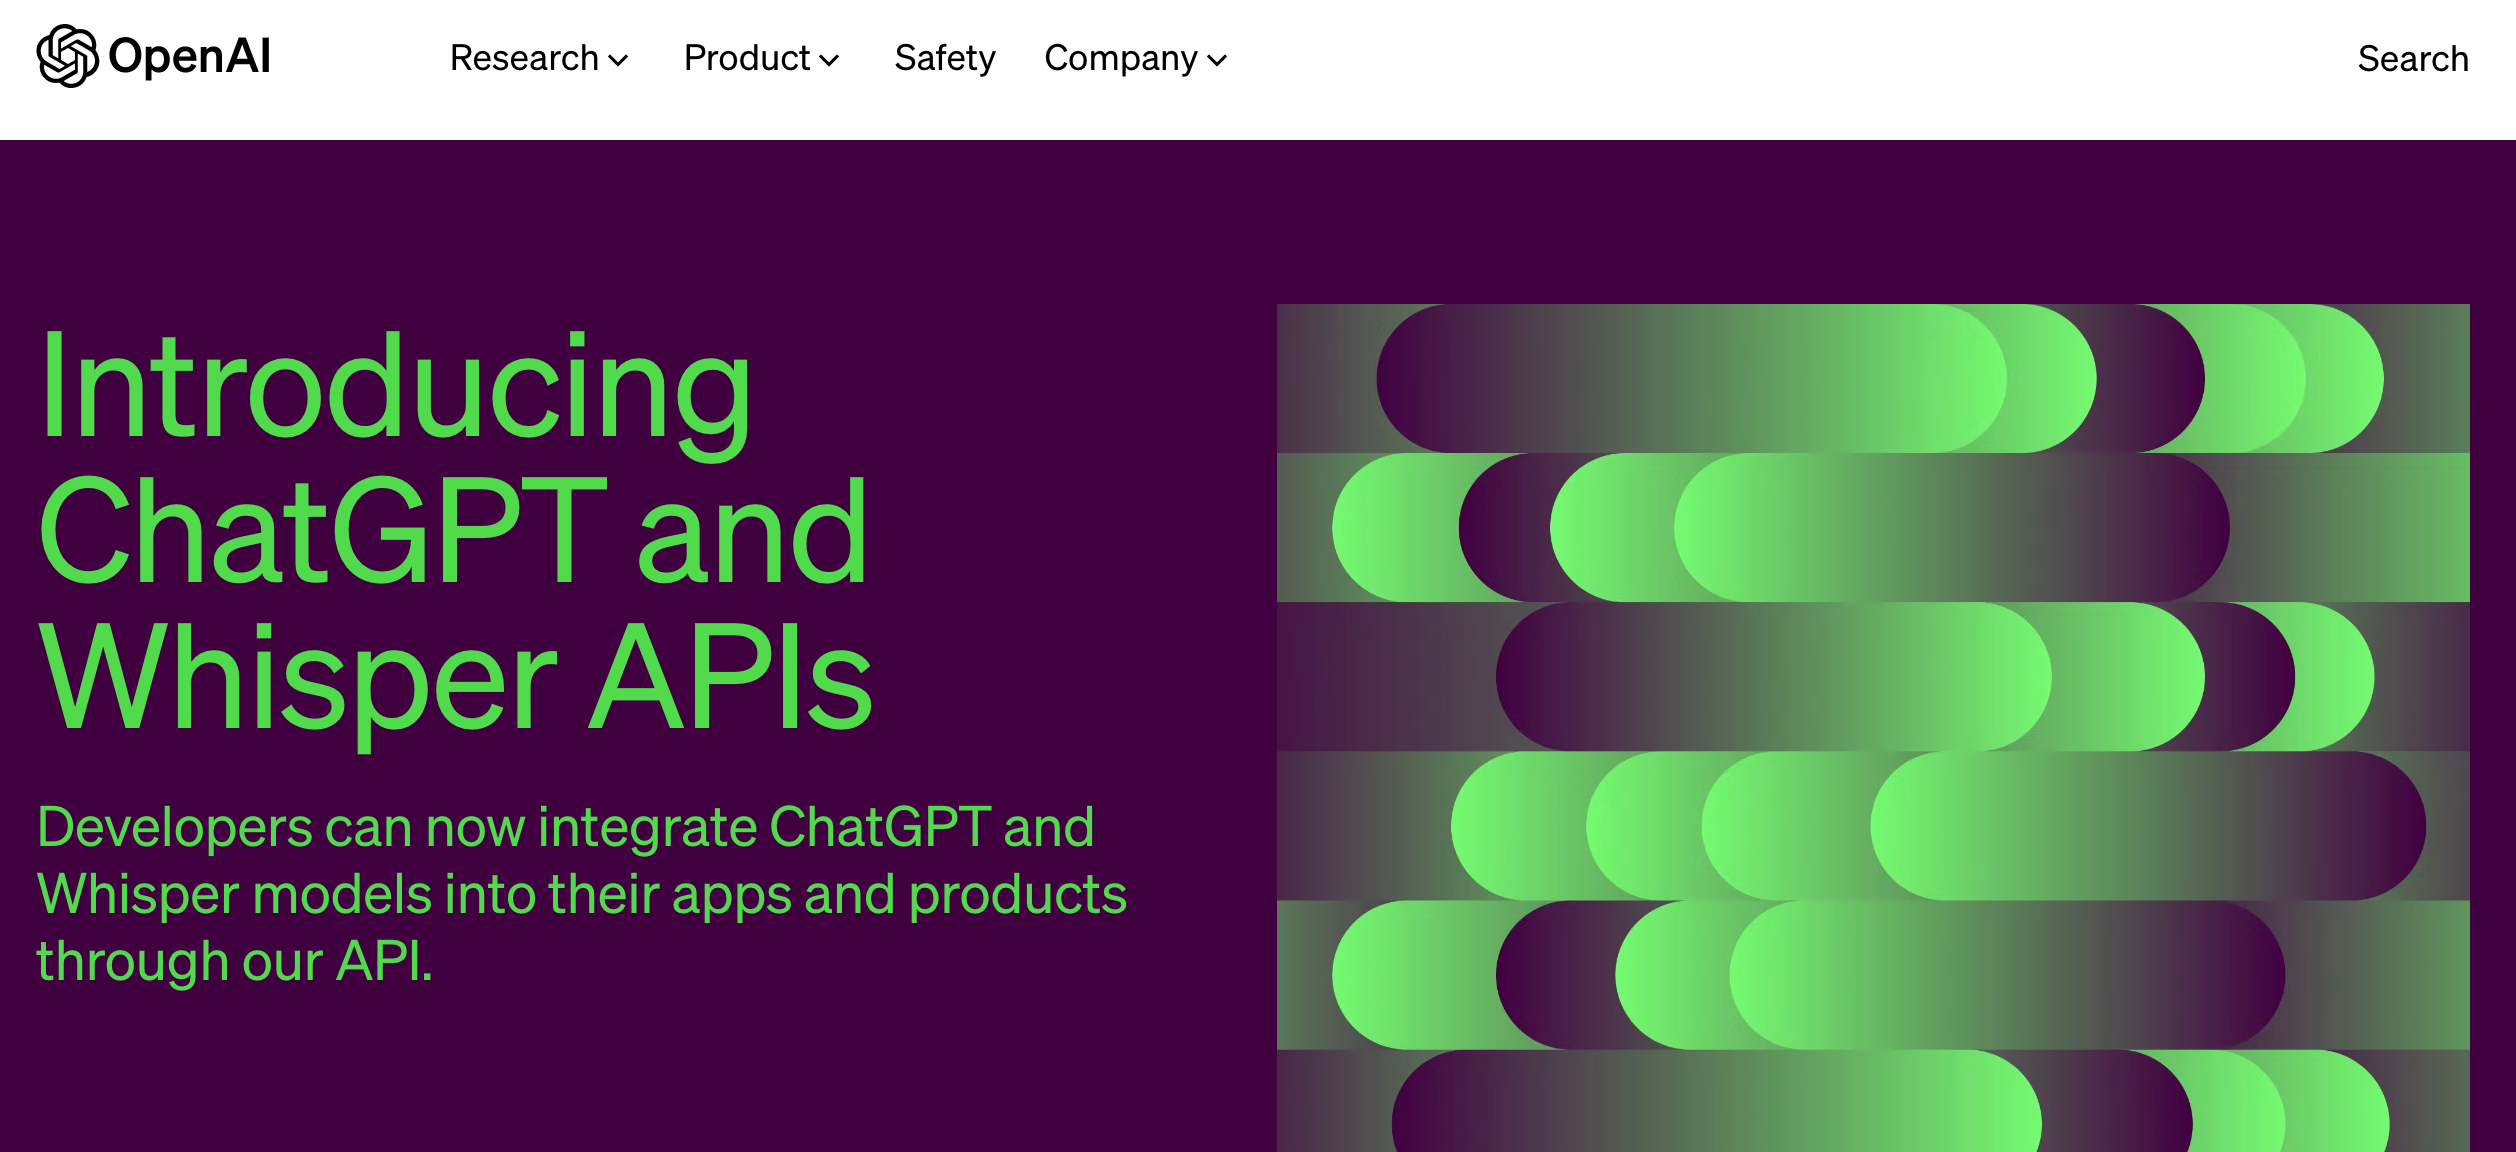 OpenAI
Research Product Safety Company Search
Introducing
ChatGPT and
Whisper APIs
Developers can now integrate ChatGPT and
Whisper models into their apps and products
through our API.